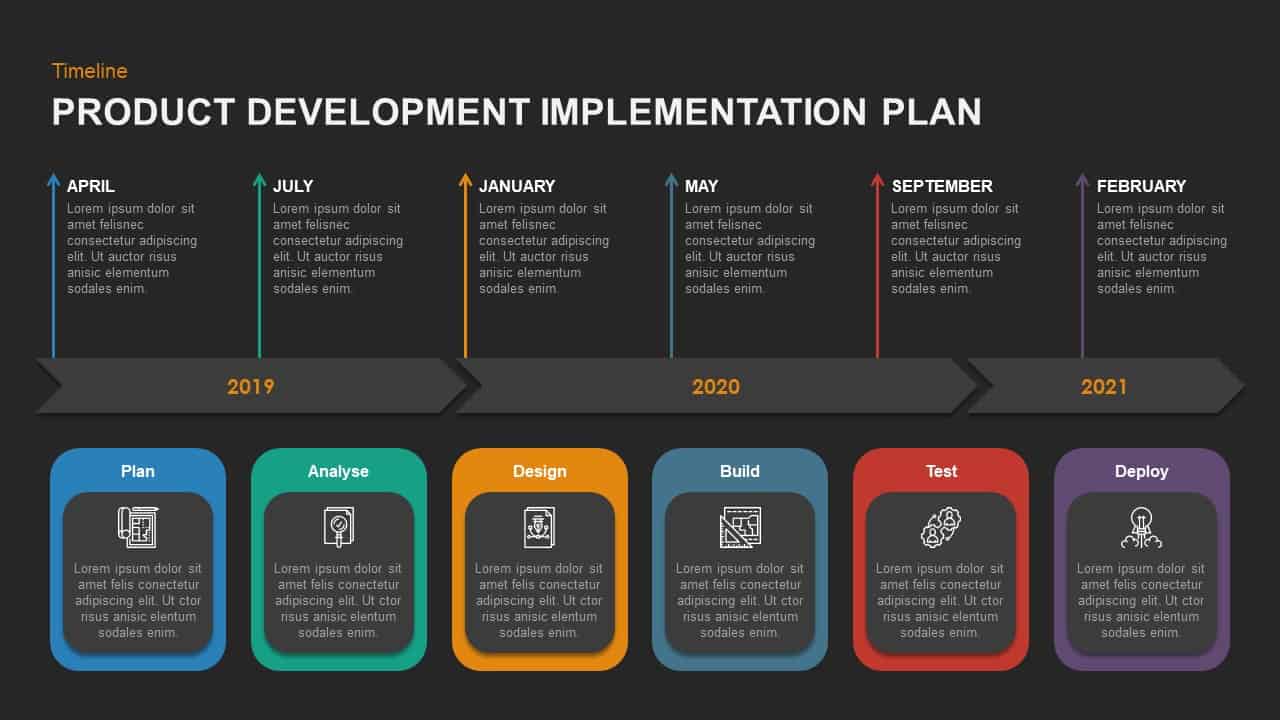 Timeline
PRODUCT DEVELOPMENT IMPLEMENTATION PLAN
APRIL
Lorem ipsum dolor sit
amet felisnec
consectetur adipiscing
elit. Ut auctor risus
anisic elementum
sodales enim.
JULY
Lorem ipsum dolor sit
amet felisnec
consectetur adipiscing
elit. Ut auctor risus
anisic elementum
sodales enim.
JANUARY
Lorem ipsum dolor sit
amet felisnec
consectetur adipiscing
elit. Ut auctor risus
anisic elementum
sodales enim.
MAY
Lorem ipsum dolor sit
amet felisnec
consectetur adipiscing
elit. Ut auctor risus
anisic elementum
sodales enim.
SEPTEMBER
Lorem ipsum dolor sit
amet felisnec
consectetur adipiscing
elit. Ut auctor risus
anisic elementum
sodales enim.
FEBRUARY
Lorem ipsum dolor sit
amet felisnec
consectetur adipiscing
elit. Ut auctor risus
anisic elementum
sodales enim.
2019
2020
2021
Plan
Lorem ipsum dolor sit
amet felis conectetur
adipiscing elit. Ut ctor
risus anisic elentum
sodales enim.
Analyse
Lorem ipsum dolor sit
amet felis conectetur
adipiscing elit. Ut ctor
risus anisic elentum
sodales enim.
Design
Lorem ipsum dolor sit
amet felis conectetur
adipiscing elit. Ut ctor
risus anisic elentum
sodales enim.
Build
Lorem ipsum dolor sit
amet felis conectetur
adipiscing elit. Ut ctor
risus anisic elentum
sodales enim.
Test
Lorem ipsum dolor sit
amet felis conectetur
adipiscing elit. Ut ctor
risus anisic elentum
sodales enim.
Deploy
Lorem ipsum dolor sit
amet felis conectetur
adipiscing elit. Ut ctor
risus anisic elentum
sodales enim.